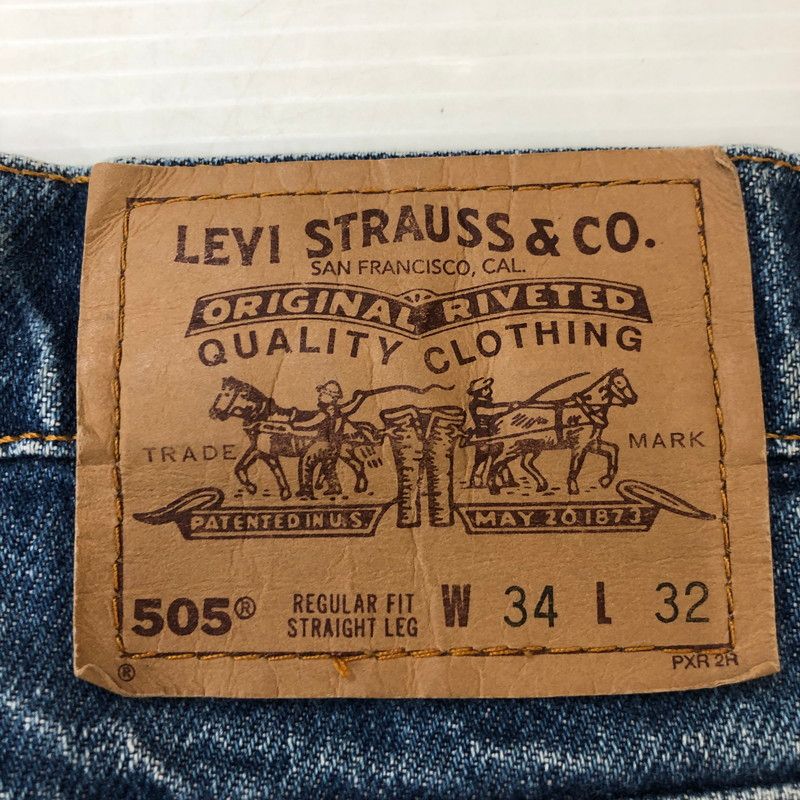 LEVI STRAUSS & CO.
SAN FRANCISCO, CAL.
ORIGINAL RIVETED
QUALITY CLOTHING
TRADE MARK
PATENTED IN U.S. MAY 20 1873
505® REGULAR FIT STRAIGHT LEG W 34 L 32
® PXR 2R